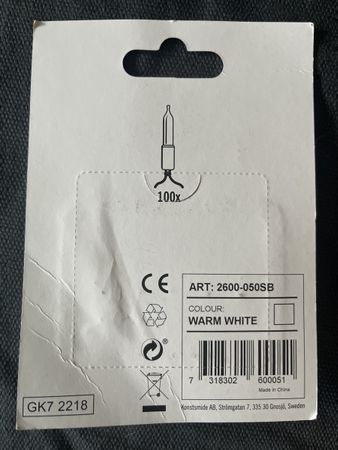 100x
CE
ART: 2600-050SB
COLOUR:
WARM WHITE
7 318302 600051
Made in China
GK7 2218
Konstsmide AB, Strömgatan 7, 335 30 Gnosjö, Sweden